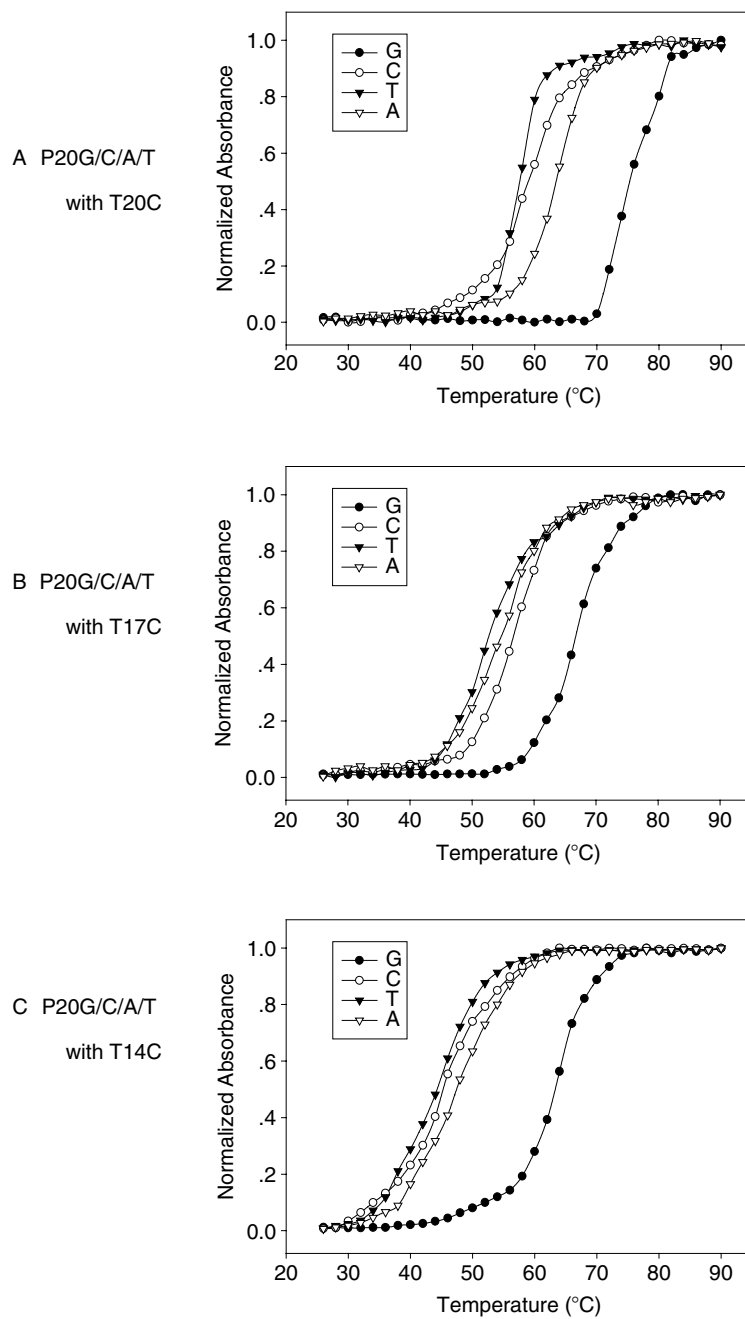 A P20G/C/A/T
with T20C
Normalized Absorbance
1.0
.8
.6
.4
.2
0.0
G
C
T
A
20 30 40 50 60 70 80 90
Temperature (°C)
B P20G/C/A/T
with T17C
Normalized Absorbance
1.0
.8
.6
.4
.2
0.0
G
C
T
A
20 30 40 50 60 70 80 90
Temperature (°C)
C P20G/C/A/T
with T14C
Normalized Absorbance
1.0
.8
.6
.4
.2
0.0
G
C
T
A
20 30 40 50 60 70 80 90
Temperature (°C)